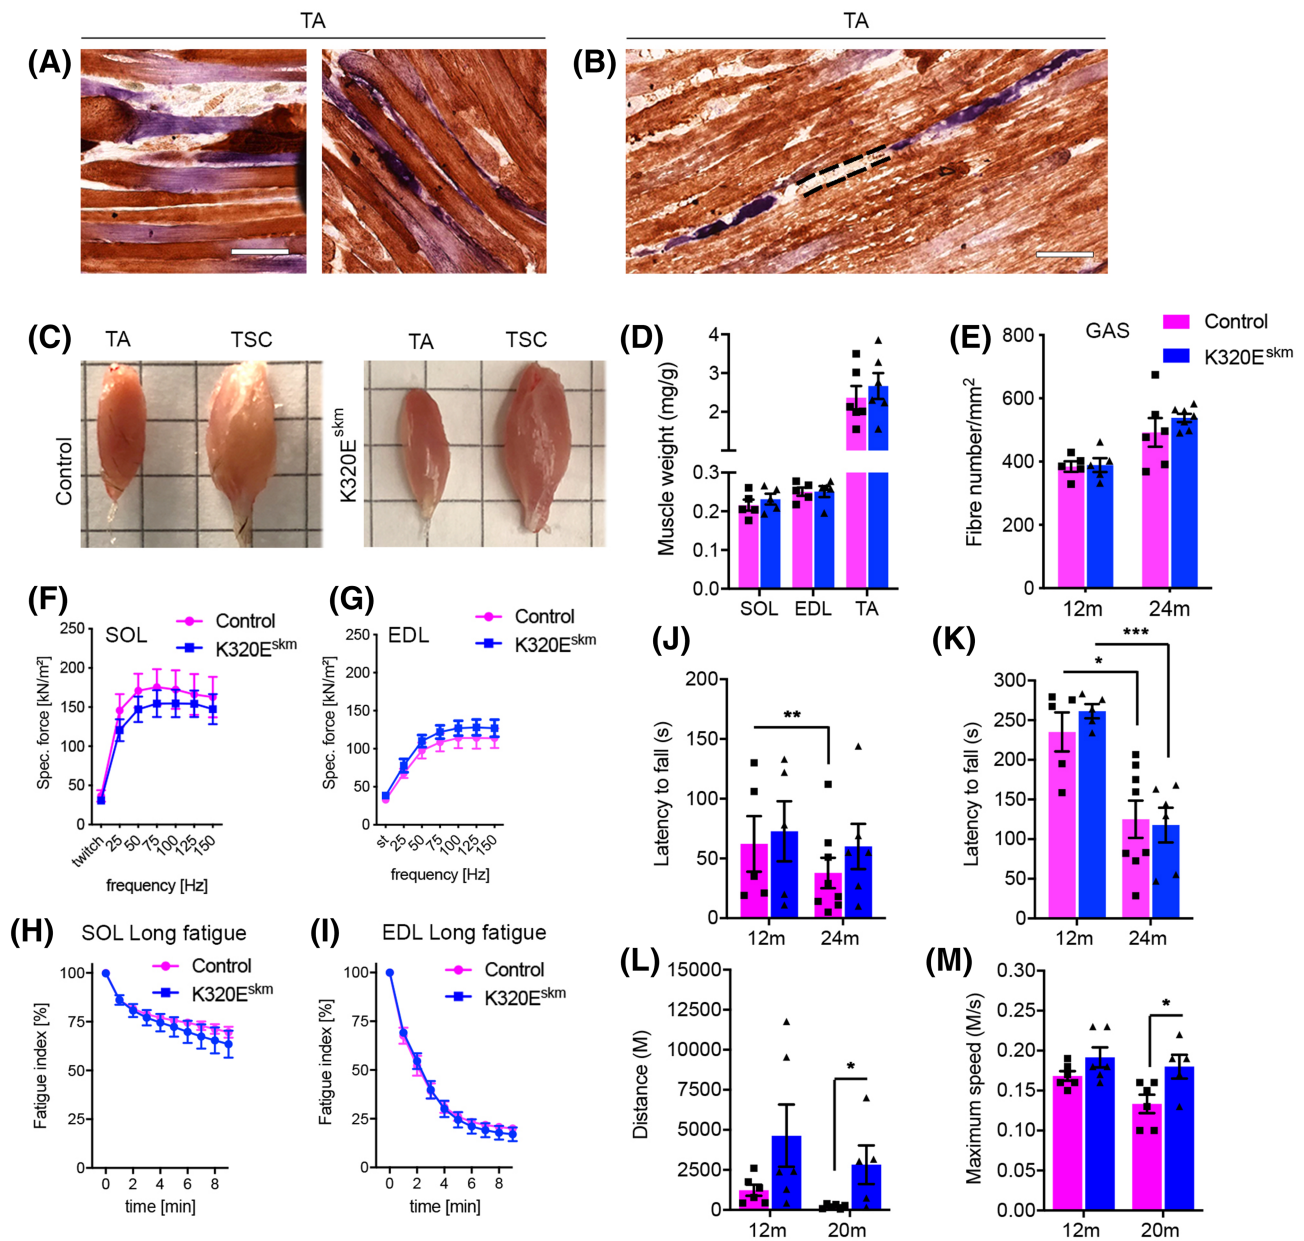 TA
TA
(A)
(B)
(C)
TA
TSC
Control
TA
TSC
K320Eskm
(D)
Muscle weight (mg/g)
4
3
2
0.3
0.2
0.1
0.0
SOL
EDL
TA
(E)
GAS
Control
K320Eskm
Fibre number/mm2
800
600
400
200
0
12m
24m
(F)
Control
K320Eskm
SOL
Spec. force [kN/m²]
250
200
150
100
50
0
twitch
25
50
75
100
125
150
frequency [Hz]
(G)
Control
K320Eskm
EDL
Spec. force [kN/m²]
250
200
150
100
50
0
st
25
50
75
100
125
150
frequency [Hz]
(H)
SOL Long fatigue
Control
K320Eskm
Fatigue index [%]
100
75
50
25
0
0 2 4 6 8
time [min]
(I)
EDL Long fatigue
Control
K320Eskm
Fatigue index [%]
100
75
50
25
0
0 2 4 6 8
time [min]
(J)
Latency to fall (s)
200
150
100
50
0
**
12m
24m
(K)
Latency to fall (s)
300
250
200
150
100
50
0
*
***
12m
24m
(L)
Distance (M)
15000
12500
10000
7500
5000
2500
0
*
12m
20m
(M)
Maximum speed (M/s)
0.30
0.25
0.20
0.15
0.10
0.05
0.00
*
12m
20m